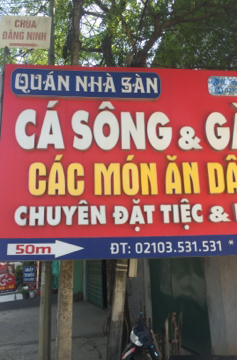 CHÙA
ĐĂNG NINH
QUÁN NHÀ SÀN
CÁ SÔNG & GÀ
CÁC MÓN ĂN DÂ
CHUYÊN ĐẶT TIỆC &
50m
ĐT: 02103.531.531 *